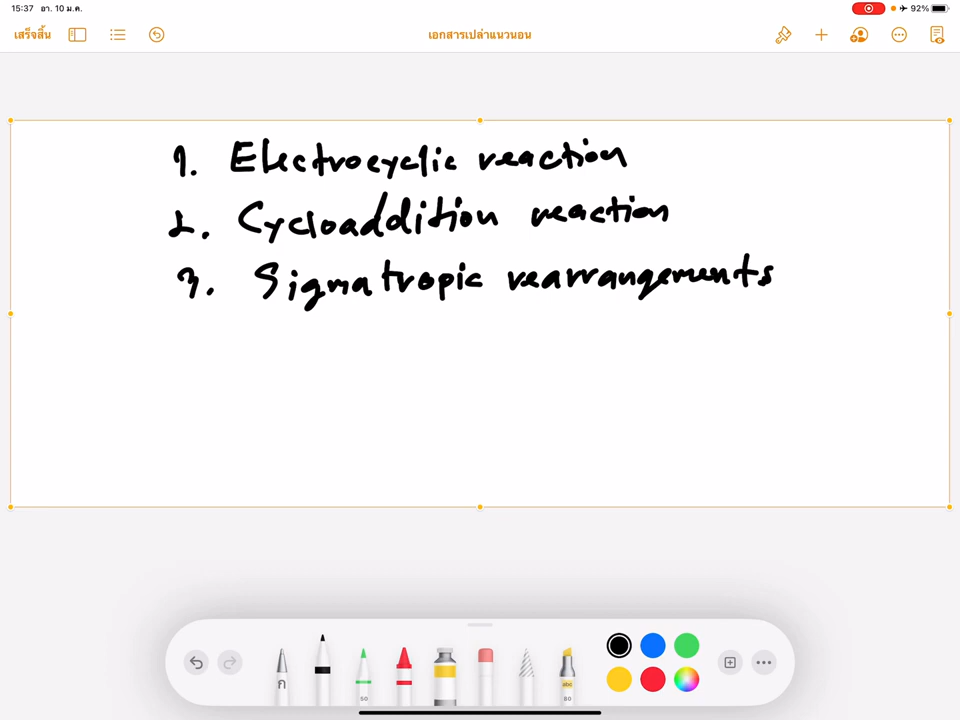 15:37 อา. 10 ม.ค. 92%
เสร็จสิ้น เอกสารเปล่าแนวนอน
1. Electrocyclic reaction
2. Cycloaddition reaction
3. Sigmatropic rearrangements
ก 50 abc 80